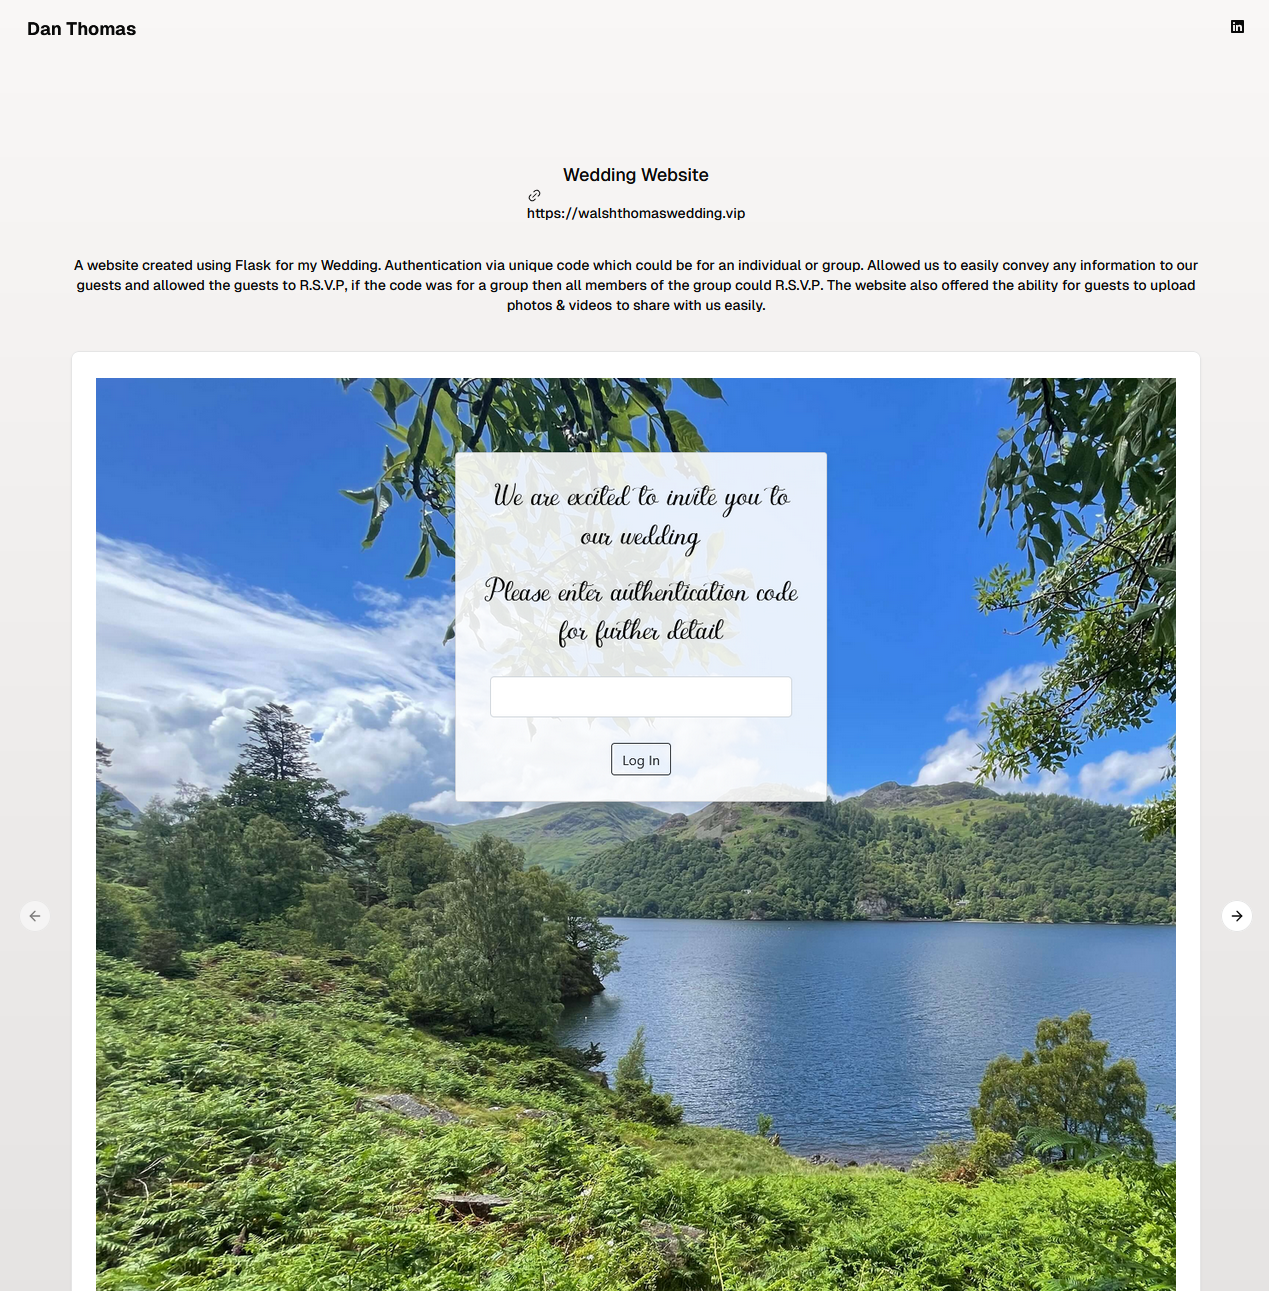 Dan Thomas
in
Wedding Website
https://walshthomaswedding.vip
A website created using Flask for my Wedding. Authentication via unique code which could be for an individual or group. Allowed us to easily convey any information to our
guests and allowed the guests to R.S.V.P, if the code was for a group then all members of the group could R.S.V.P. The website also offered the ability for guests to upload
photos & videos to share with us easily.
We are excited to invite you to
our wedding
Please enter authentication code
for further detail
Log In